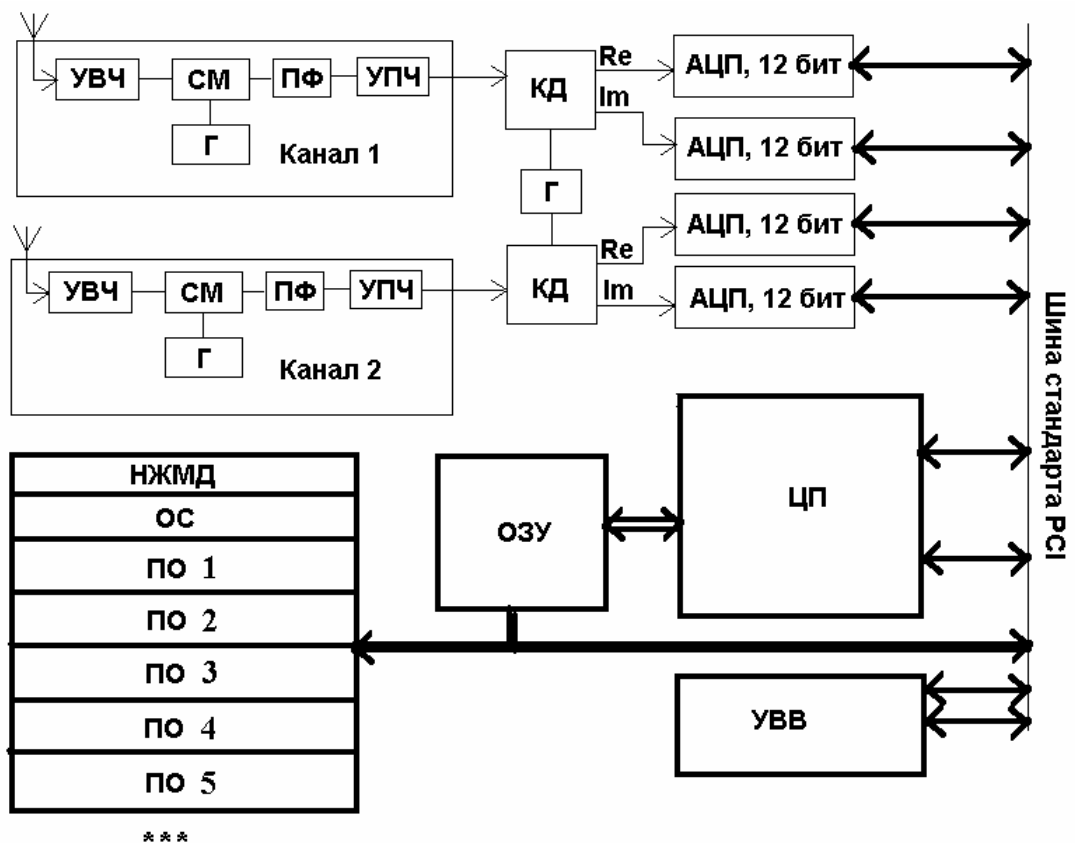 УВЧ СМ ПФ УПЧ
Г
Канал 1
КД
Re
Im
АЦП, 12 бит
АЦП, 12 бит
Г
УВЧ СМ ПФ УПЧ
Г
Канал 2
КД
Re
Im
АЦП, 12 бит
АЦП, 12 бит
Шина стандарта PCI
НЖМД
ОС
ПО 1
ПО 2
ПО 3
ПО 4
ПО 5
***
ОЗУ
ЦП
УВВ